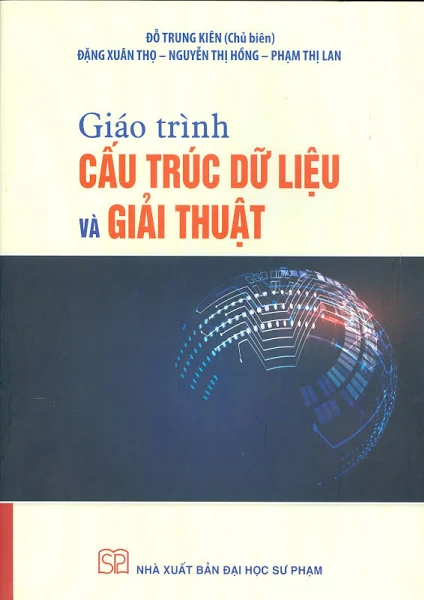 ĐỖ TRUNG KIÊN (Chủ biên)
ĐẶNG XUÂN THỌ – NGUYỄN THỊ HỒNG – PHẠM THỊ LAN
Giáo trình
CẤU TRÚC DỮ LIỆU
VÀ GIẢI THUẬT
SP
NHÀ XUẤT BẢN ĐẠI HỌC SƯ PHẠM